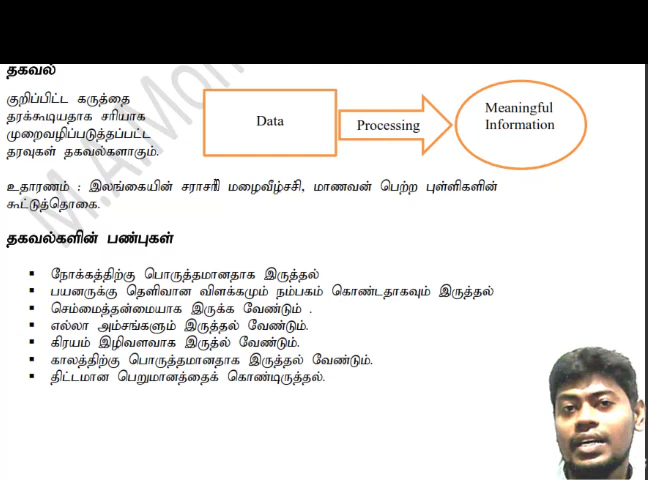 தகவல்
குறிப்பிட்ட கருத்தை
தரக்கூடியதாக சரியாக
முறைவழிப்படுத்தப்பட்ட
தரவுகள் தகவல்களாகும்.
Data
Processing
Meaningful
Information
உதாரணம் : இலங்கையின் சராசரி மழைவீழ்ச்சி, மாணவன் பெற்ற புள்ளிகளின்
கூட்டுத்தொகை.
தகவல்களின் பண்புகள்
▪ நோக்கத்திற்கு பொருத்தமானதாக இருத்தல்
▪ பயனருக்கு தெளிவான விளக்கமும் நம்பகம் கொண்டதாகவும் இருத்தல்
▪ செம்மைத்தன்மையாக இருக்க வேண்டும் .
▪ எல்லா அம்சங்களும் இருத்தல் வேண்டும்.
▪ கிரயம் இழிவளவாக இருத்ல் வேண்டும்.
▪ காலத்திற்கு பொருத்தமானதாக இருத்தல் வேண்டும்.
▪ திட்டமான பெறுமானத்தைக் கொண்டிருத்தல்.
M.A.Moh